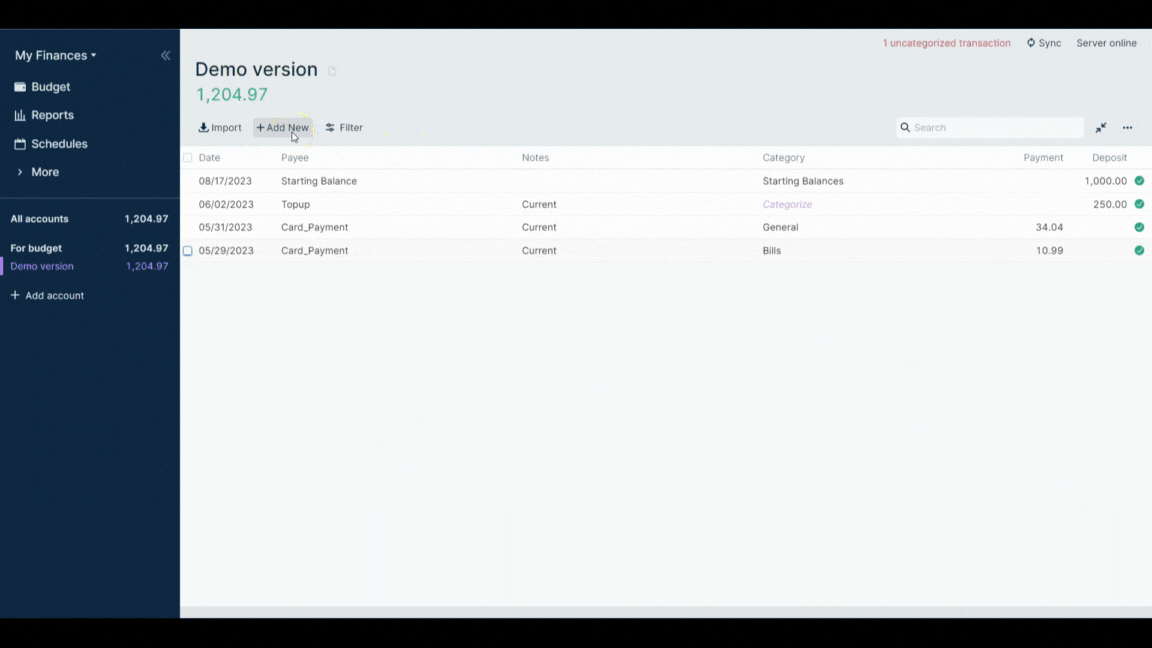 My Finances
Budget
Reports
Schedules
More
All accounts 1,204.97
For budget 1,204.97
Demo version 1,204.97
+ Add account
1 uncategorized transaction Sync Server online
Demo version
1,204.97
Import + Add New Filter Search
Date Payee Notes Category Payment Deposit
08/17/2023 Starting Balance Starting Balances 1,000.00
06/02/2023 Topup Current Categorize 250.00
05/31/2023 Card_Payment Current General 34.04
05/29/2023 Card_Payment Current Bills 10.99